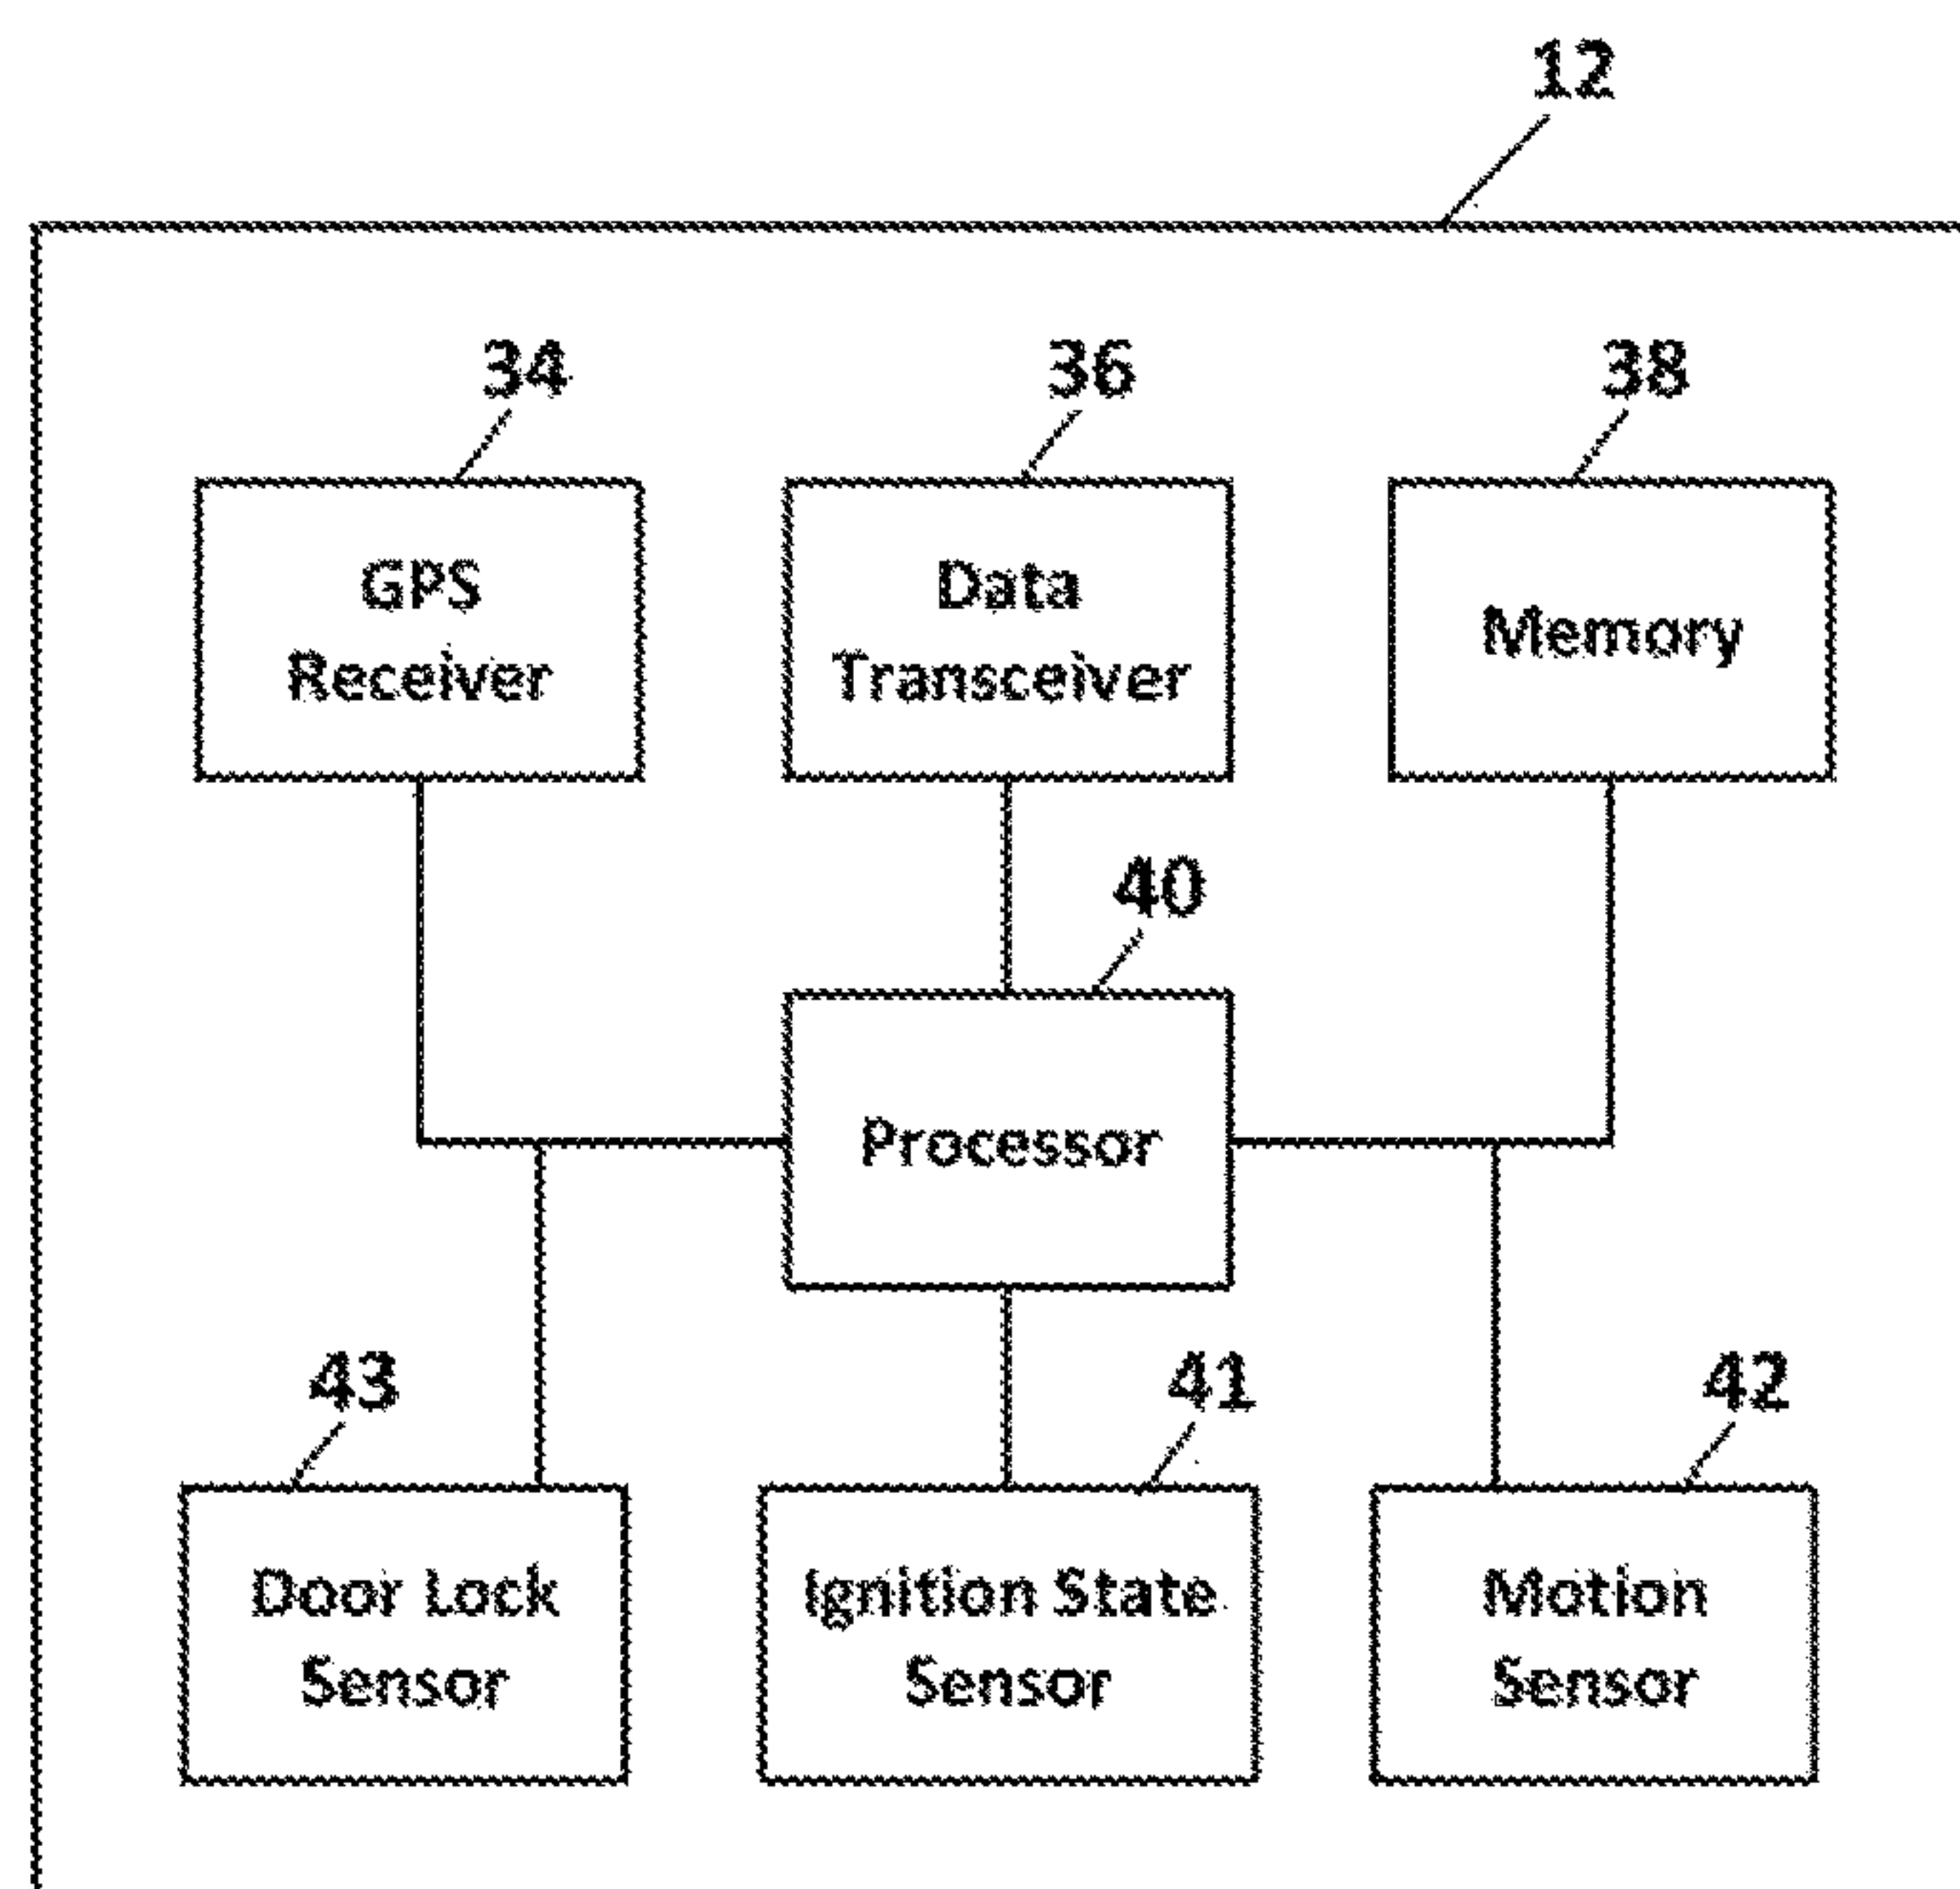 12
34
36
38
GPS
Receiver
Data
Transceiver
Memory
40
Processor
43
41
42
Door Lock
Sensor
Ignition State
Sensor
Motion
Sensor